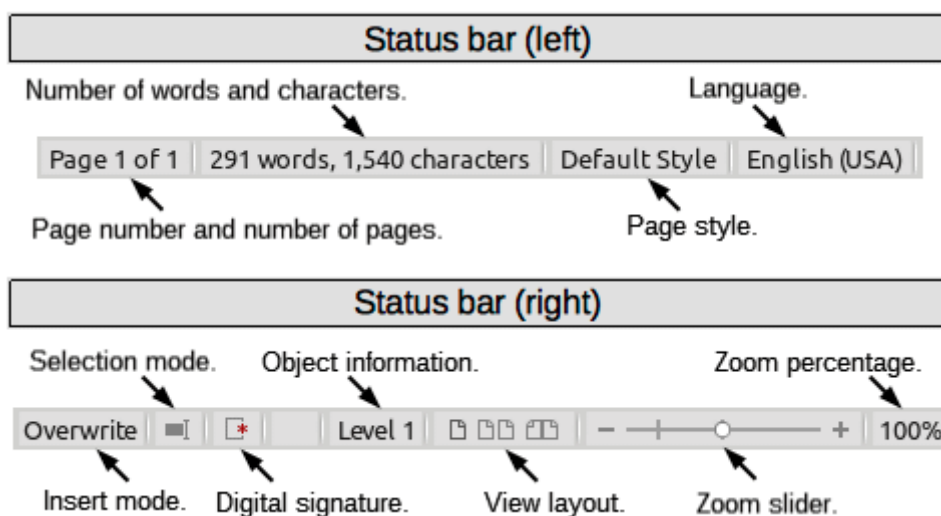 Status bar (left)
Number of words and characters. Language.
Page 1 of 1 291 words, 1,540 characters Default Style English (USA)
Page number and number of pages. Page style.
Status bar (right)
Selection mode. Object information. Zoom percentage.
Overwrite Level 1 100%
Insert mode. Digital signature. View layout. Zoom slider.